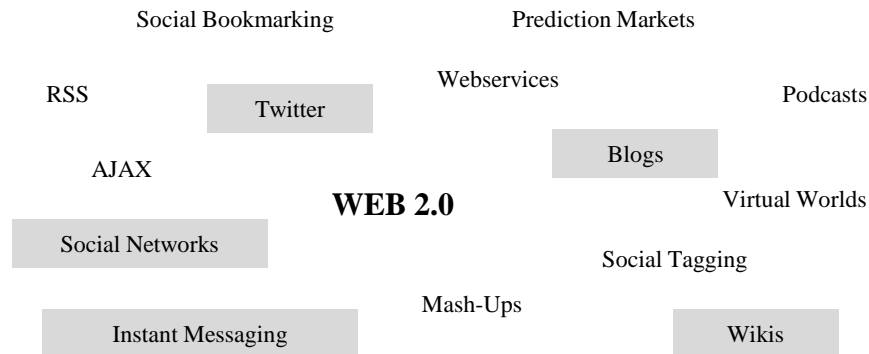 Social Bookmarking
Prediction Markets
Webservices
RSS
Podcasts
Twitter
Blogs
AJAX
WEB 2.0
Virtual Worlds
Social Networks
Social Tagging
Mash-Ups
Instant Messaging
Wikis